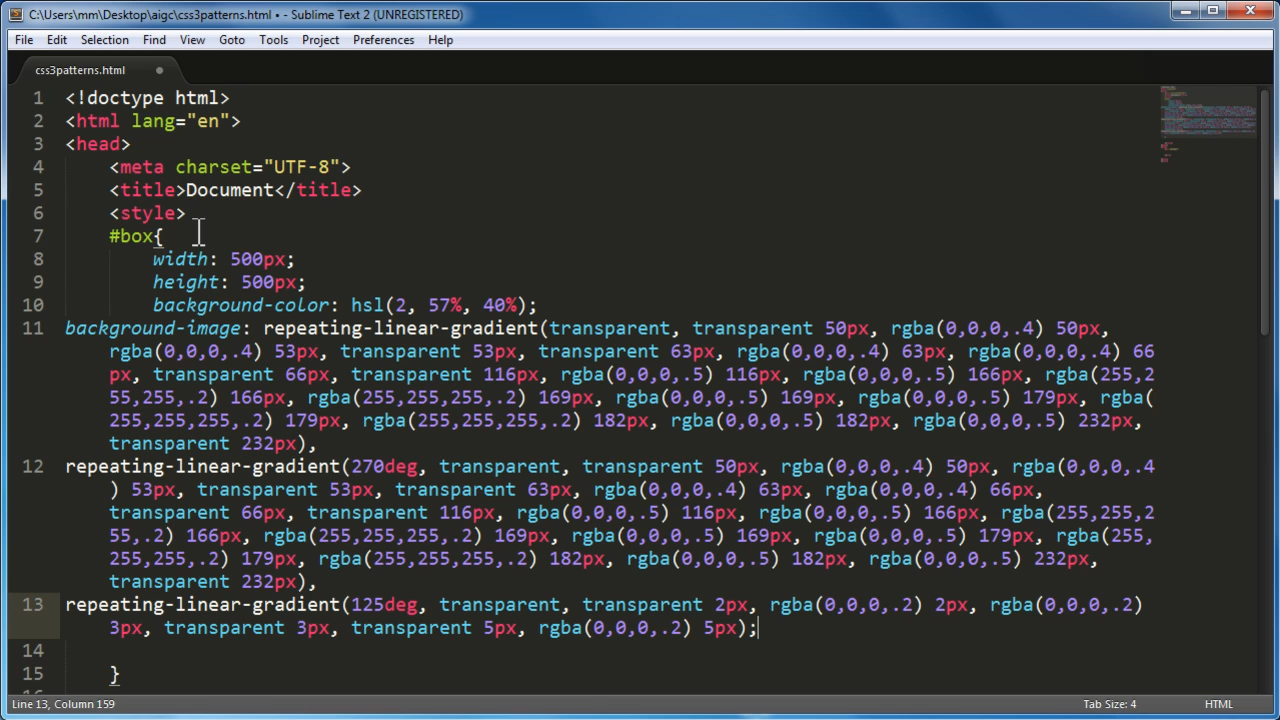 C:\Users\mm\Desktop\aigc\css3patterns.html • - Sublime Text 2 (UNREGISTERED)
File Edit Selection Find View Goto Tools Project Preferences Help
css3patterns.html
1 <!doctype html>
2 <html lang="en">
3 <head>
4 <meta charset="UTF-8">
5 <title>Document</title>
6 <style>
7 #box{
8 width: 500px;
9 height: 500px;
10 background-color: hsl(2, 57%, 40%);
11 background-image: repeating-linear-gradient(transparent, transparent 50px, rgba(0,0,0,.4) 50px,
rgba(0,0,0,.4) 53px, transparent 53px, transparent 63px, rgba(0,0,0,.4) 63px, rgba(0,0,0,.4) 66
px, transparent 66px, transparent 116px, rgba(0,0,0,.5) 116px, rgba(0,0,0,.5) 166px, rgba(255,2
55,255,.2) 166px, rgba(255,255,255,.2) 169px, rgba(0,0,0,.5) 169px, rgba(0,0,0,.5) 179px, rgba(
255,255,255,.2) 179px, rgba(255,255,255,.2) 182px, rgba(0,0,0,.5) 182px, rgba(0,0,0,.5) 232px,
transparent 232px),
12 repeating-linear-gradient(270deg, transparent, transparent 50px, rgba(0,0,0,.4) 50px, rgba(0,0,0,.4
) 53px, transparent 53px, transparent 63px, rgba(0,0,0,.4) 63px, rgba(0,0,0,.4) 66px,
transparent 66px, transparent 116px, rgba(0,0,0,.5) 116px, rgba(0,0,0,.5) 166px, rgba(255,255,2
55,.2) 166px, rgba(255,255,255,.2) 169px, rgba(0,0,0,.5) 169px, rgba(0,0,0,.5) 179px, rgba(255,
255,255,.2) 179px, rgba(255,255,255,.2) 182px, rgba(0,0,0,.5) 182px, rgba(0,0,0,.5) 232px,
transparent 232px),
13 repeating-linear-gradient(125deg, transparent, transparent 2px, rgba(0,0,0,.2) 2px, rgba(0,0,0,.2)
3px, transparent 3px, transparent 5px, rgba(0,0,0,.2) 5px);
14
15 }
Line 13, Column 159 Tab Size: 4 HTML